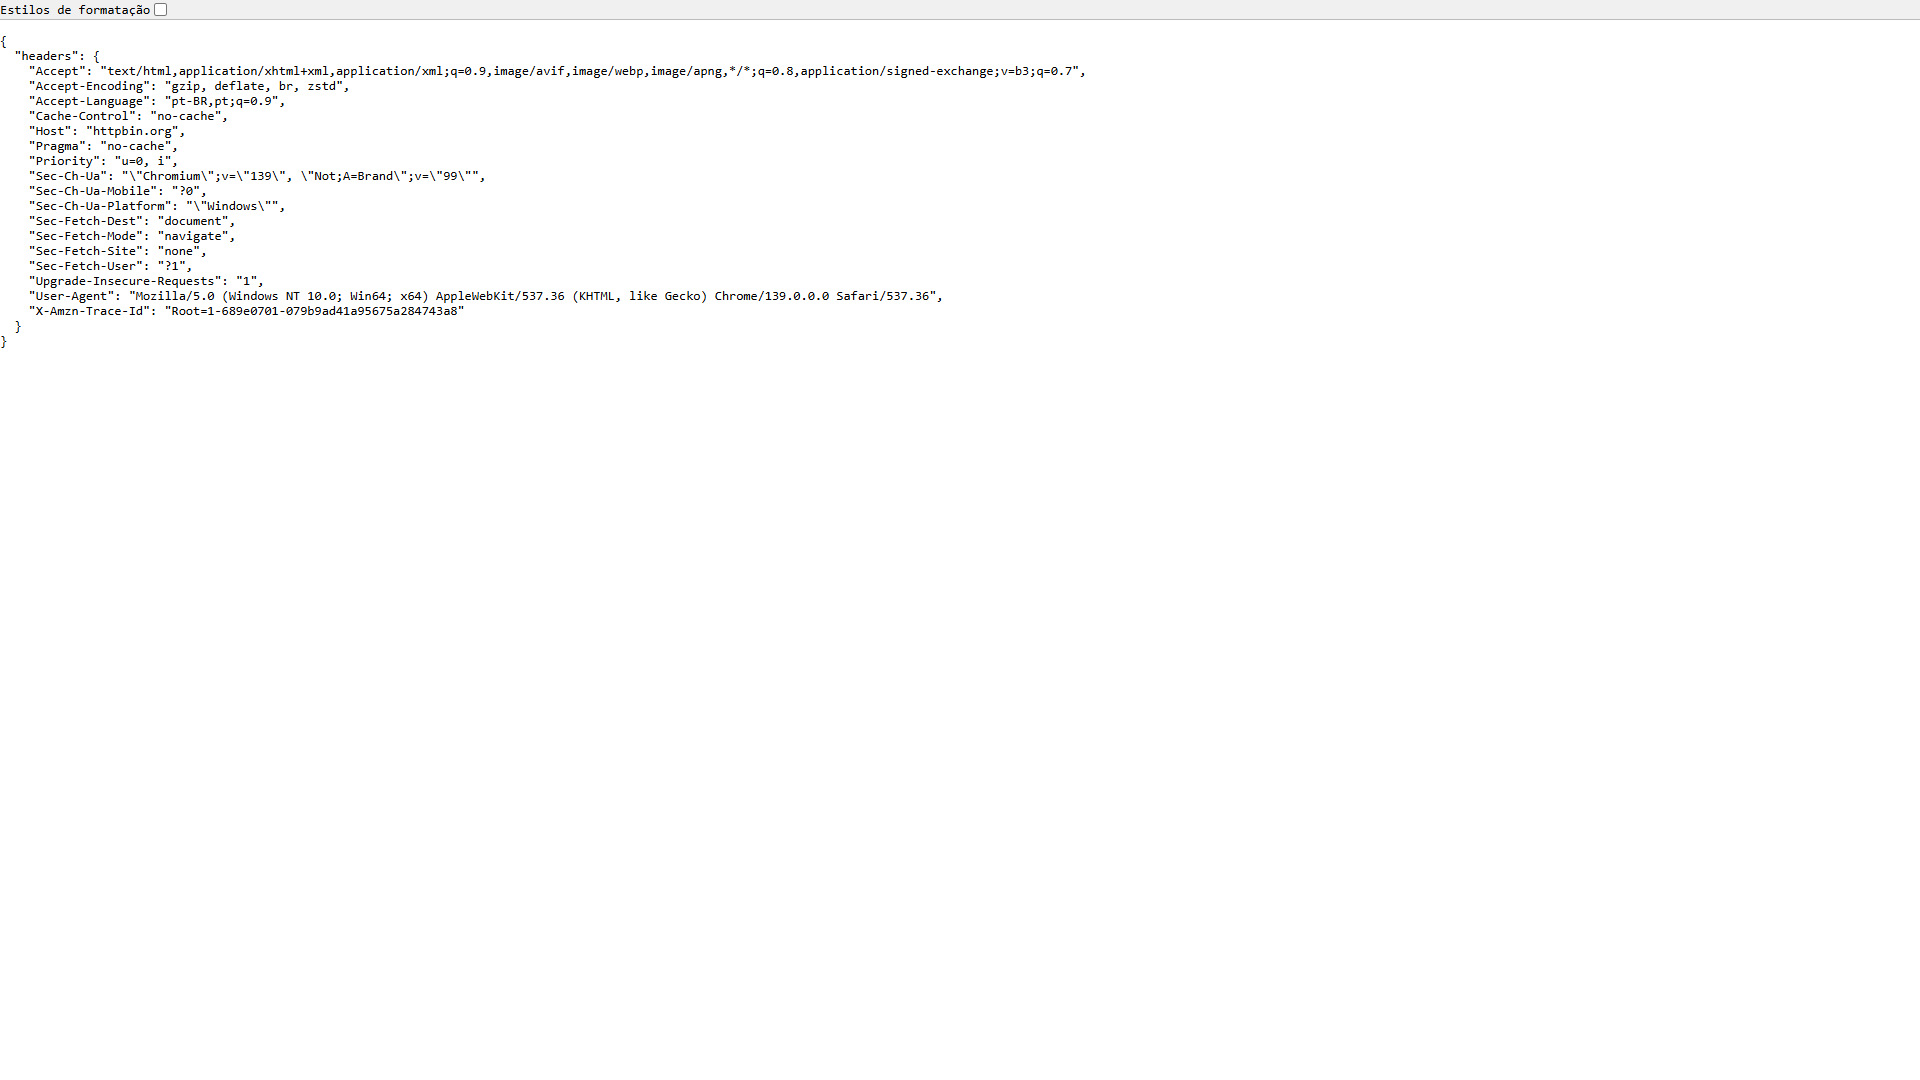 Estilos de formatação
{
  "headers": {
    "Accept": "text/html,application/xhtml+xml,application/xml;q=0.9,image/avif,image/webp,image/apng,*/*;q=0.8,application/signed-exchange;v=b3;q=0.7",
    "Accept-Encoding": "gzip, deflate, br, zstd",
    "Accept-Language": "pt-BR,pt;q=0.9",
    "Cache-Control": "no-cache",
    "Host": "httpbin.org",
    "Pragma": "no-cache",
    "Priority": "u=0, i",
    "Sec-Ch-Ua": "\"Chromium\";v=\"139\", \"Not;A=Brand\";v=\"99\"",
    "Sec-Ch-Ua-Mobile": "?0",
    "Sec-Ch-Ua-Platform": "\"Windows\"",
    "Sec-Fetch-Dest": "document",
    "Sec-Fetch-Mode": "navigate",
    "Sec-Fetch-Site": "none",
    "Sec-Fetch-User": "?1",
    "Upgrade-Insecure-Requests": "1",
    "User-Agent": "Mozilla/5.0 (Windows NT 10.0; Win64; x64) AppleWebKit/537.36 (KHTML, like Gecko) Chrome/139.0.0.0 Safari/537.36",
    "X-Amzn-Trace-Id": "Root=1-689e0701-079b9ad41a95675a284743a8"
  }
}